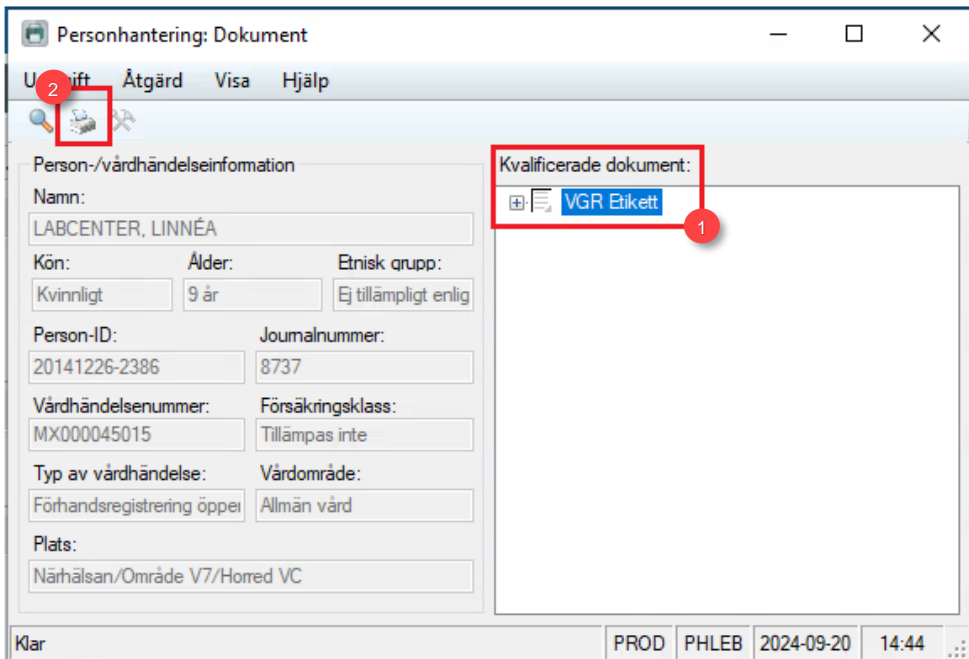 Personhantering: Dokument
Åtgärd Visa Hjälp
2
Person-/vårdhändelseinformation
Kvalificerade dokument:
Namn:
VGR Etikett
LABCENTER, LINNÉA
1
Kön: Ålder: Etnisk grupp:
Kvinnligt 9 år Ej tillämpligt enlig
Person-ID: Journalnummer:
20141226-2386 8737
Vårdhändelsenummer: Försäkringsklass:
MX000045015 Tillämpas inte
Typ av vårdhändelse: Vårdområde:
Förhandsregistrering öpper Allmän vård
Plats:
Närhälsan/Område V7/Horred VC
Klar PROD PHLEB 2024-09-20 14:44